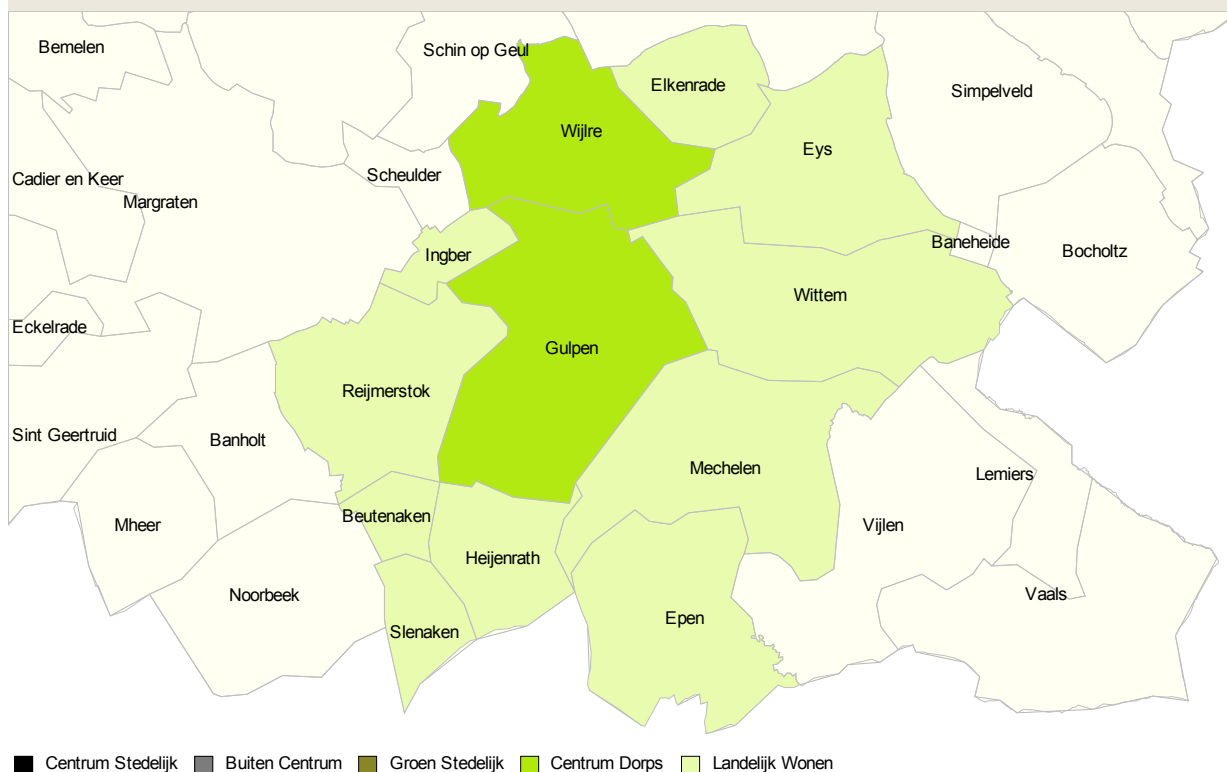 Bemelen
Schin op Geul
Elkenrade
Simpelveld
Wijlre
Eys
Cadier en Keer
Scheulder
Margraten
Ingber
Baneheide
Bocholtz
Wittem
Eckelrade
Gulpen
Reijmerstok
Sint Geertruid
Banholt
Mechelen
Lemiers
Mheer
Beutenaken
Vijlen
Heijenrath
Noorbeek
Vaals
Epen
Slenaken
Centrum Stedelijk Buiten Centrum Groen Stedelijk Centrum Dorps Landelijk Wonen